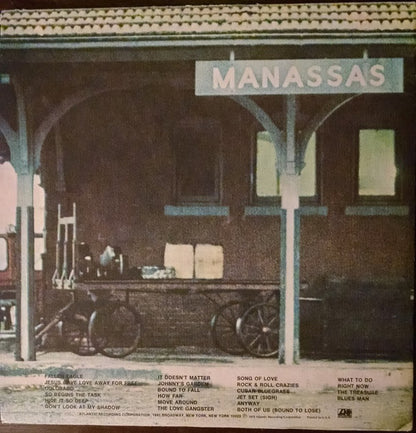 MANASSAS
FALLEN EAGLE
JESUS GAVE LOVE AWAY FOR FREE
COLORADO
SO BEGINS THE TASK
HIDE IT SO DEEP
DON'T LOOK AT MY SHADOW
IT DOESN'T MATTER
JOHNNY'S GARDEN
BOUND TO FALL
HOW FAR
MOVE AROUND
THE LOVE GANGSTER
SONG OF LOVE
ROCK & ROLL CRAZIES
CUBAN BLUEGRASS
JET SET (SIGH)
ANYWAY
BOTH OF US (BOUND TO LOSE)
WHAT TO DO
RIGHT NOW
THE TREASURE
BLUES MAN
ATLANTIC RECORDING CORPORATION, 1841 BROADWAY, NEW YORK, NEW YORK 10023